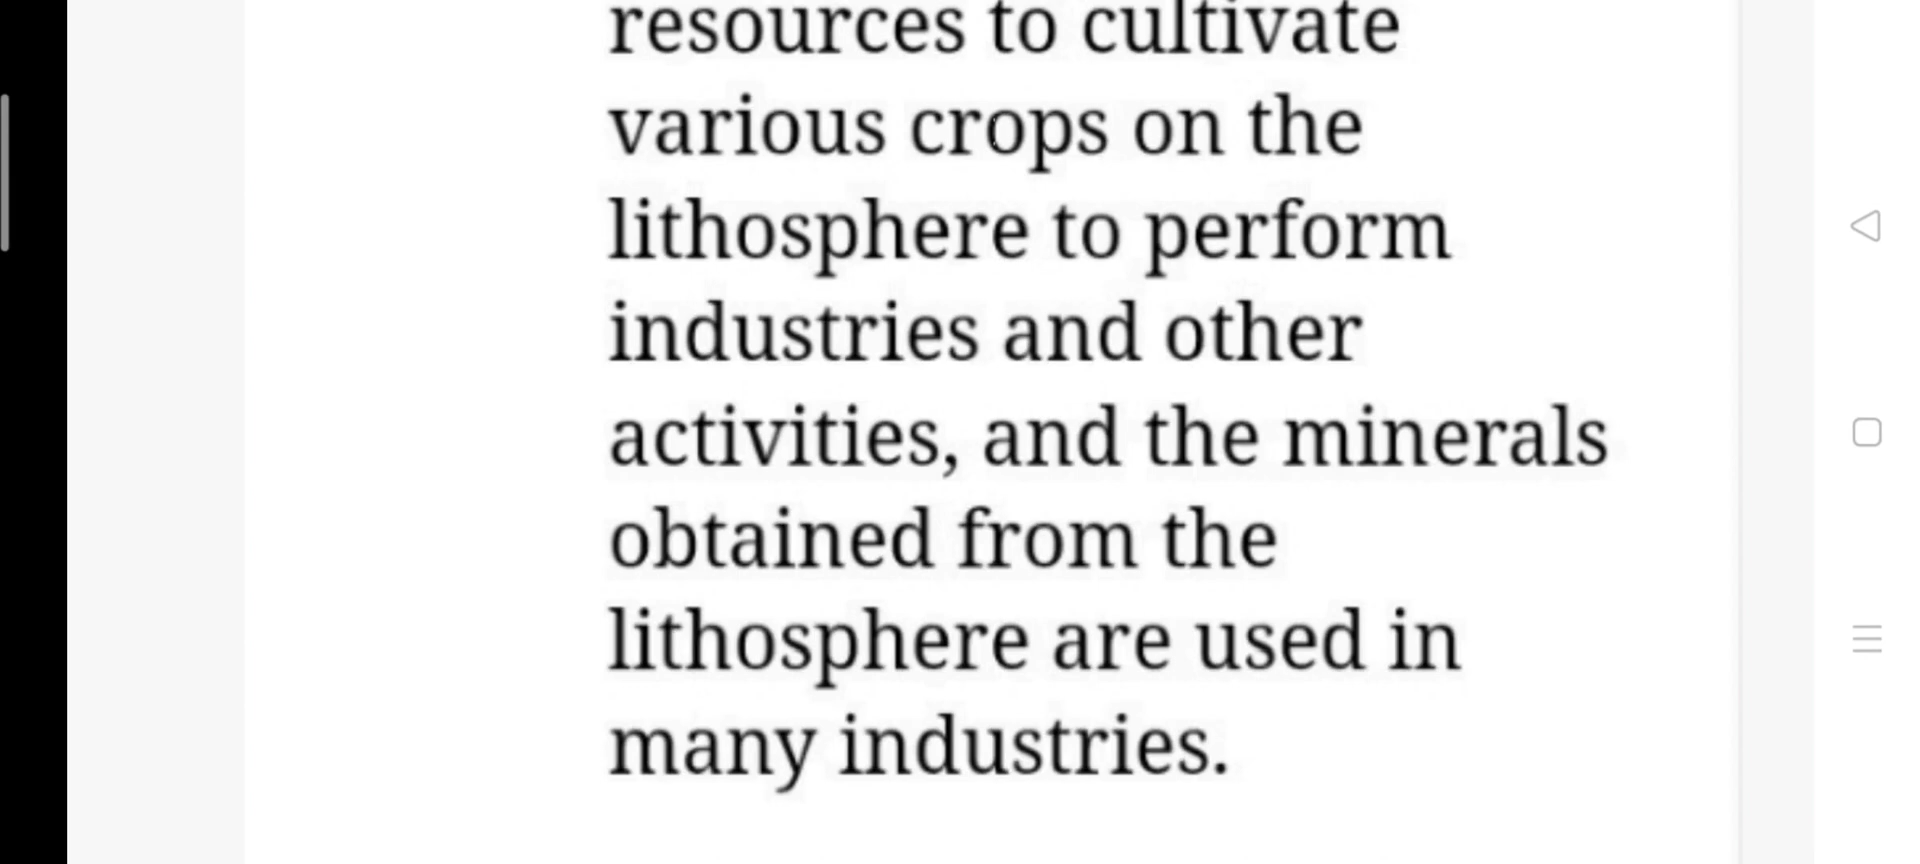 resources to cultivate
various crops on the
lithosphere to perform
industries and other
activities, and the minerals
obtained from the
lithosphere are used in
many industries.